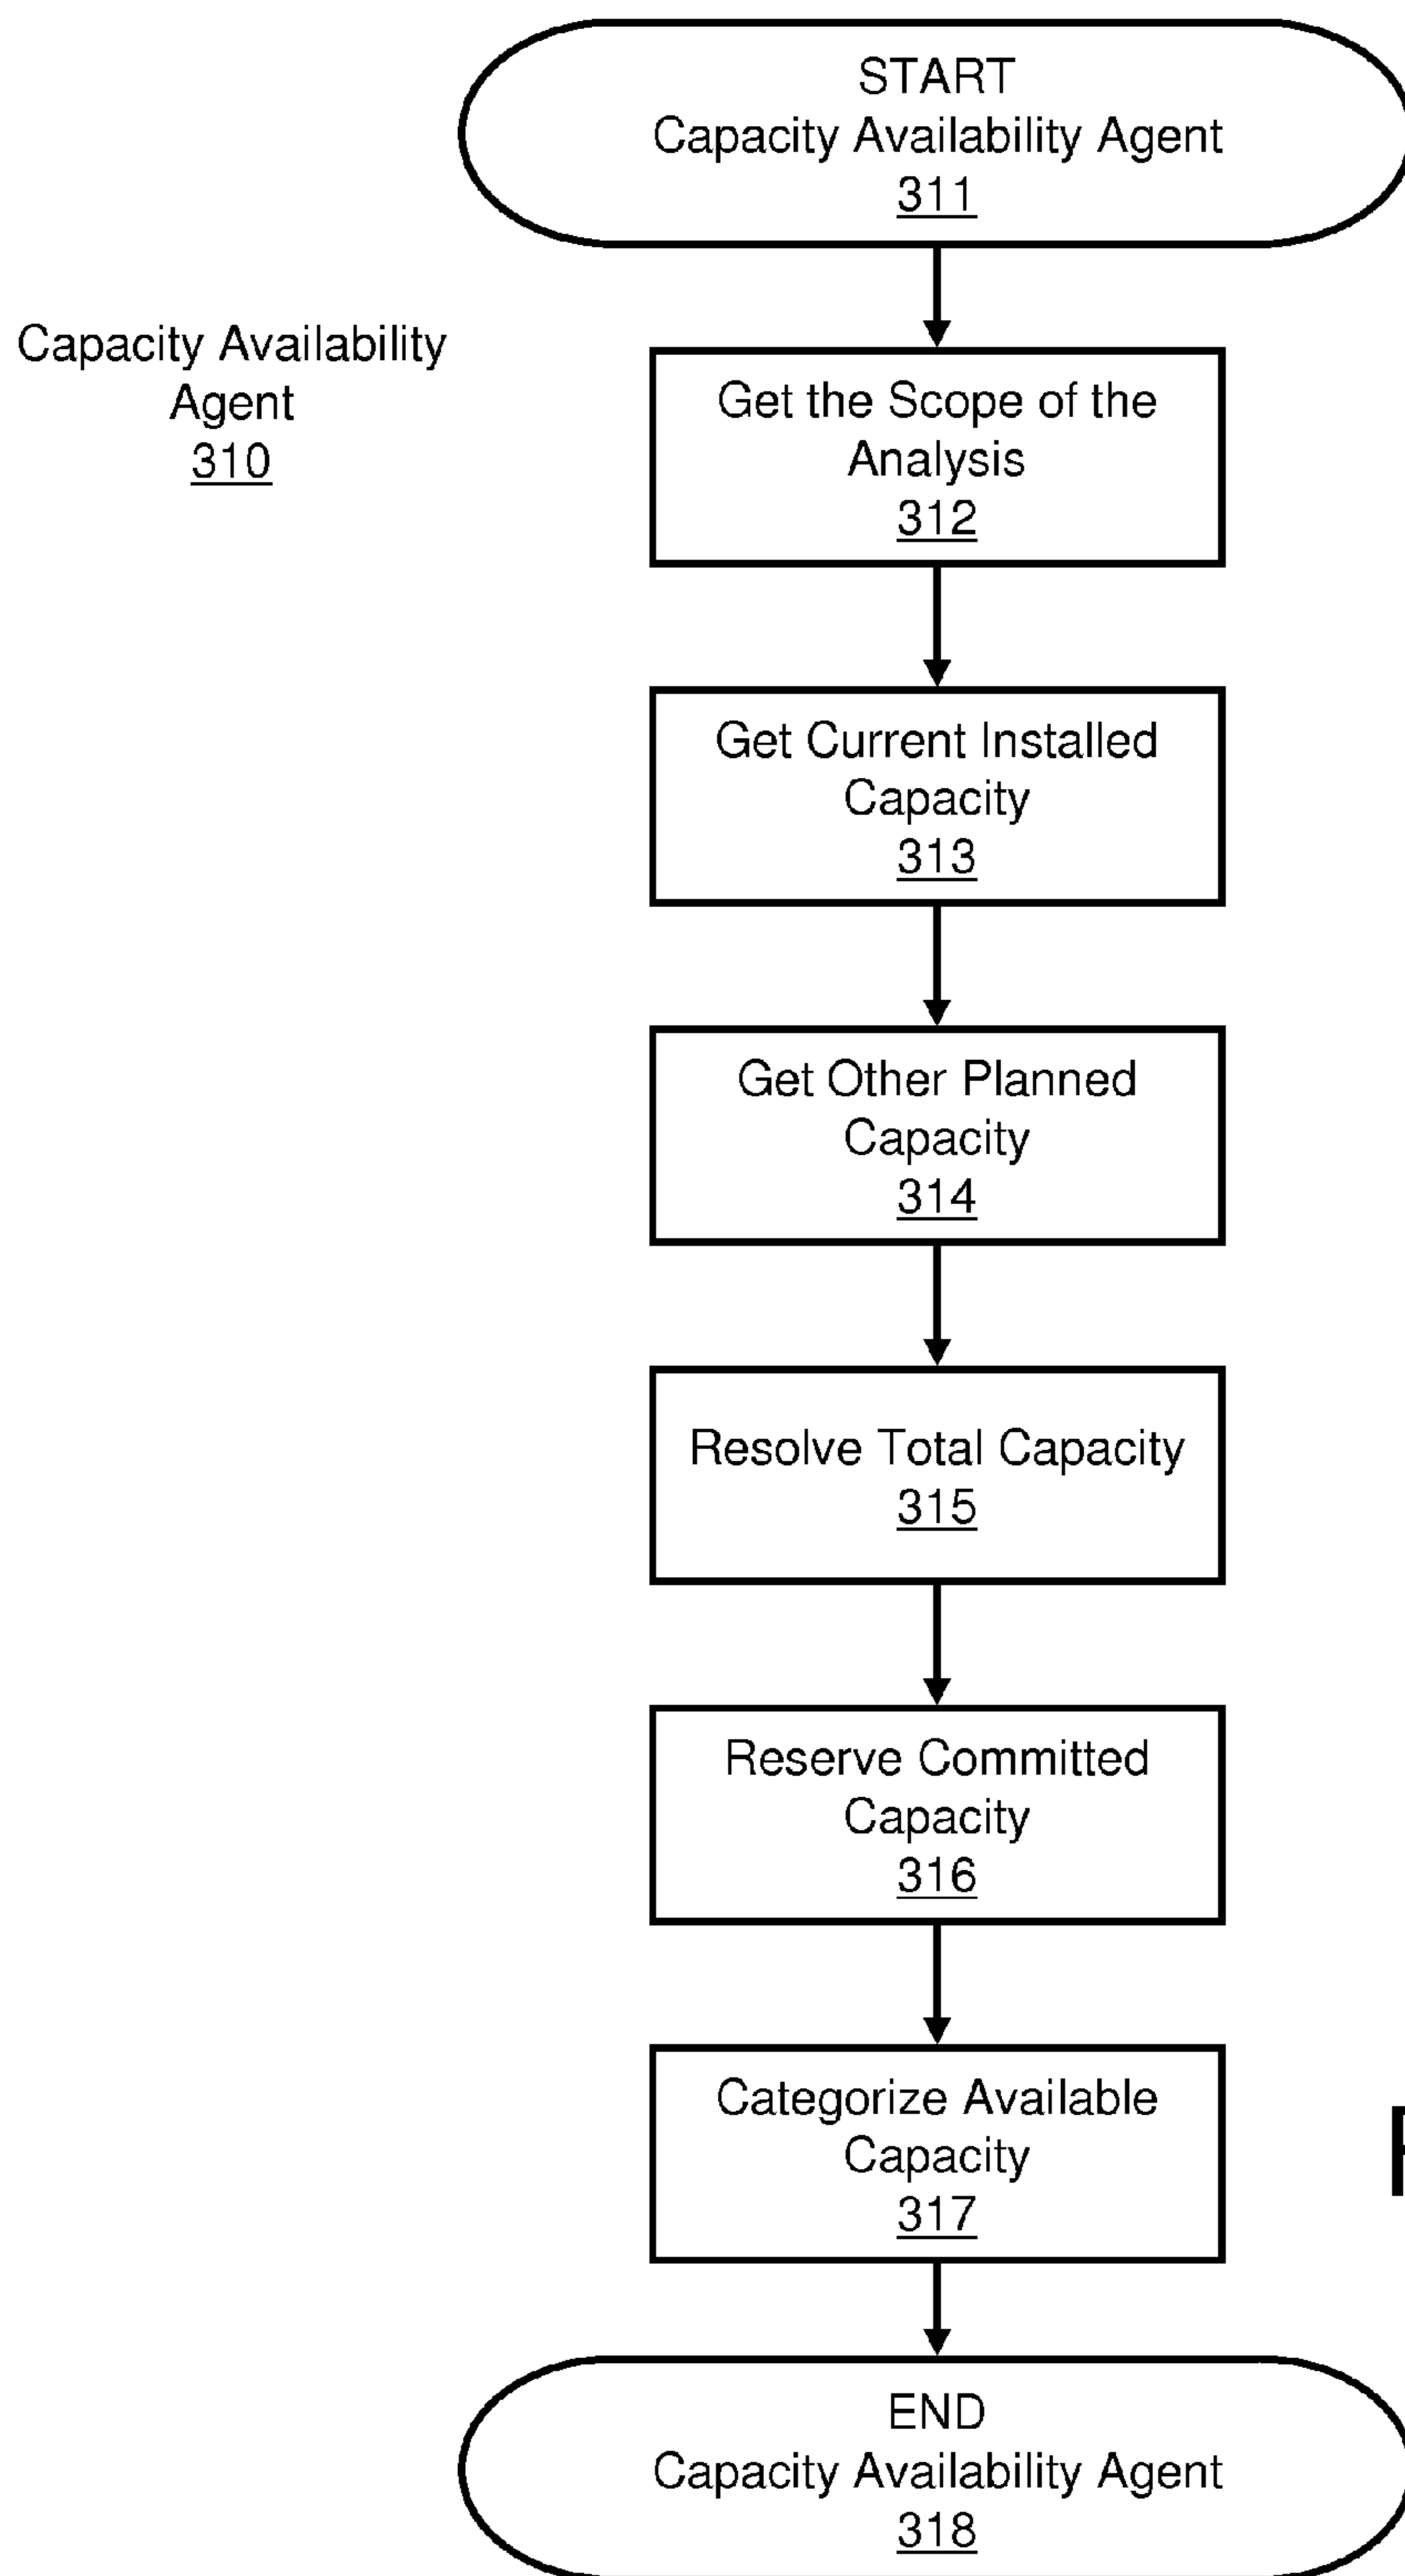 START
Capacity Availability Agent
311
Capacity Availability
Agent
310
Get the Scope of the
Analysis
312
Get Current Installed
Capacity
313
Get Other Planned
Capacity
314
Resolve Total Capacity
315
Reserve Committed
Capacity
316
Categorize Available
Capacity
317
END
Capacity Availability Agent
318